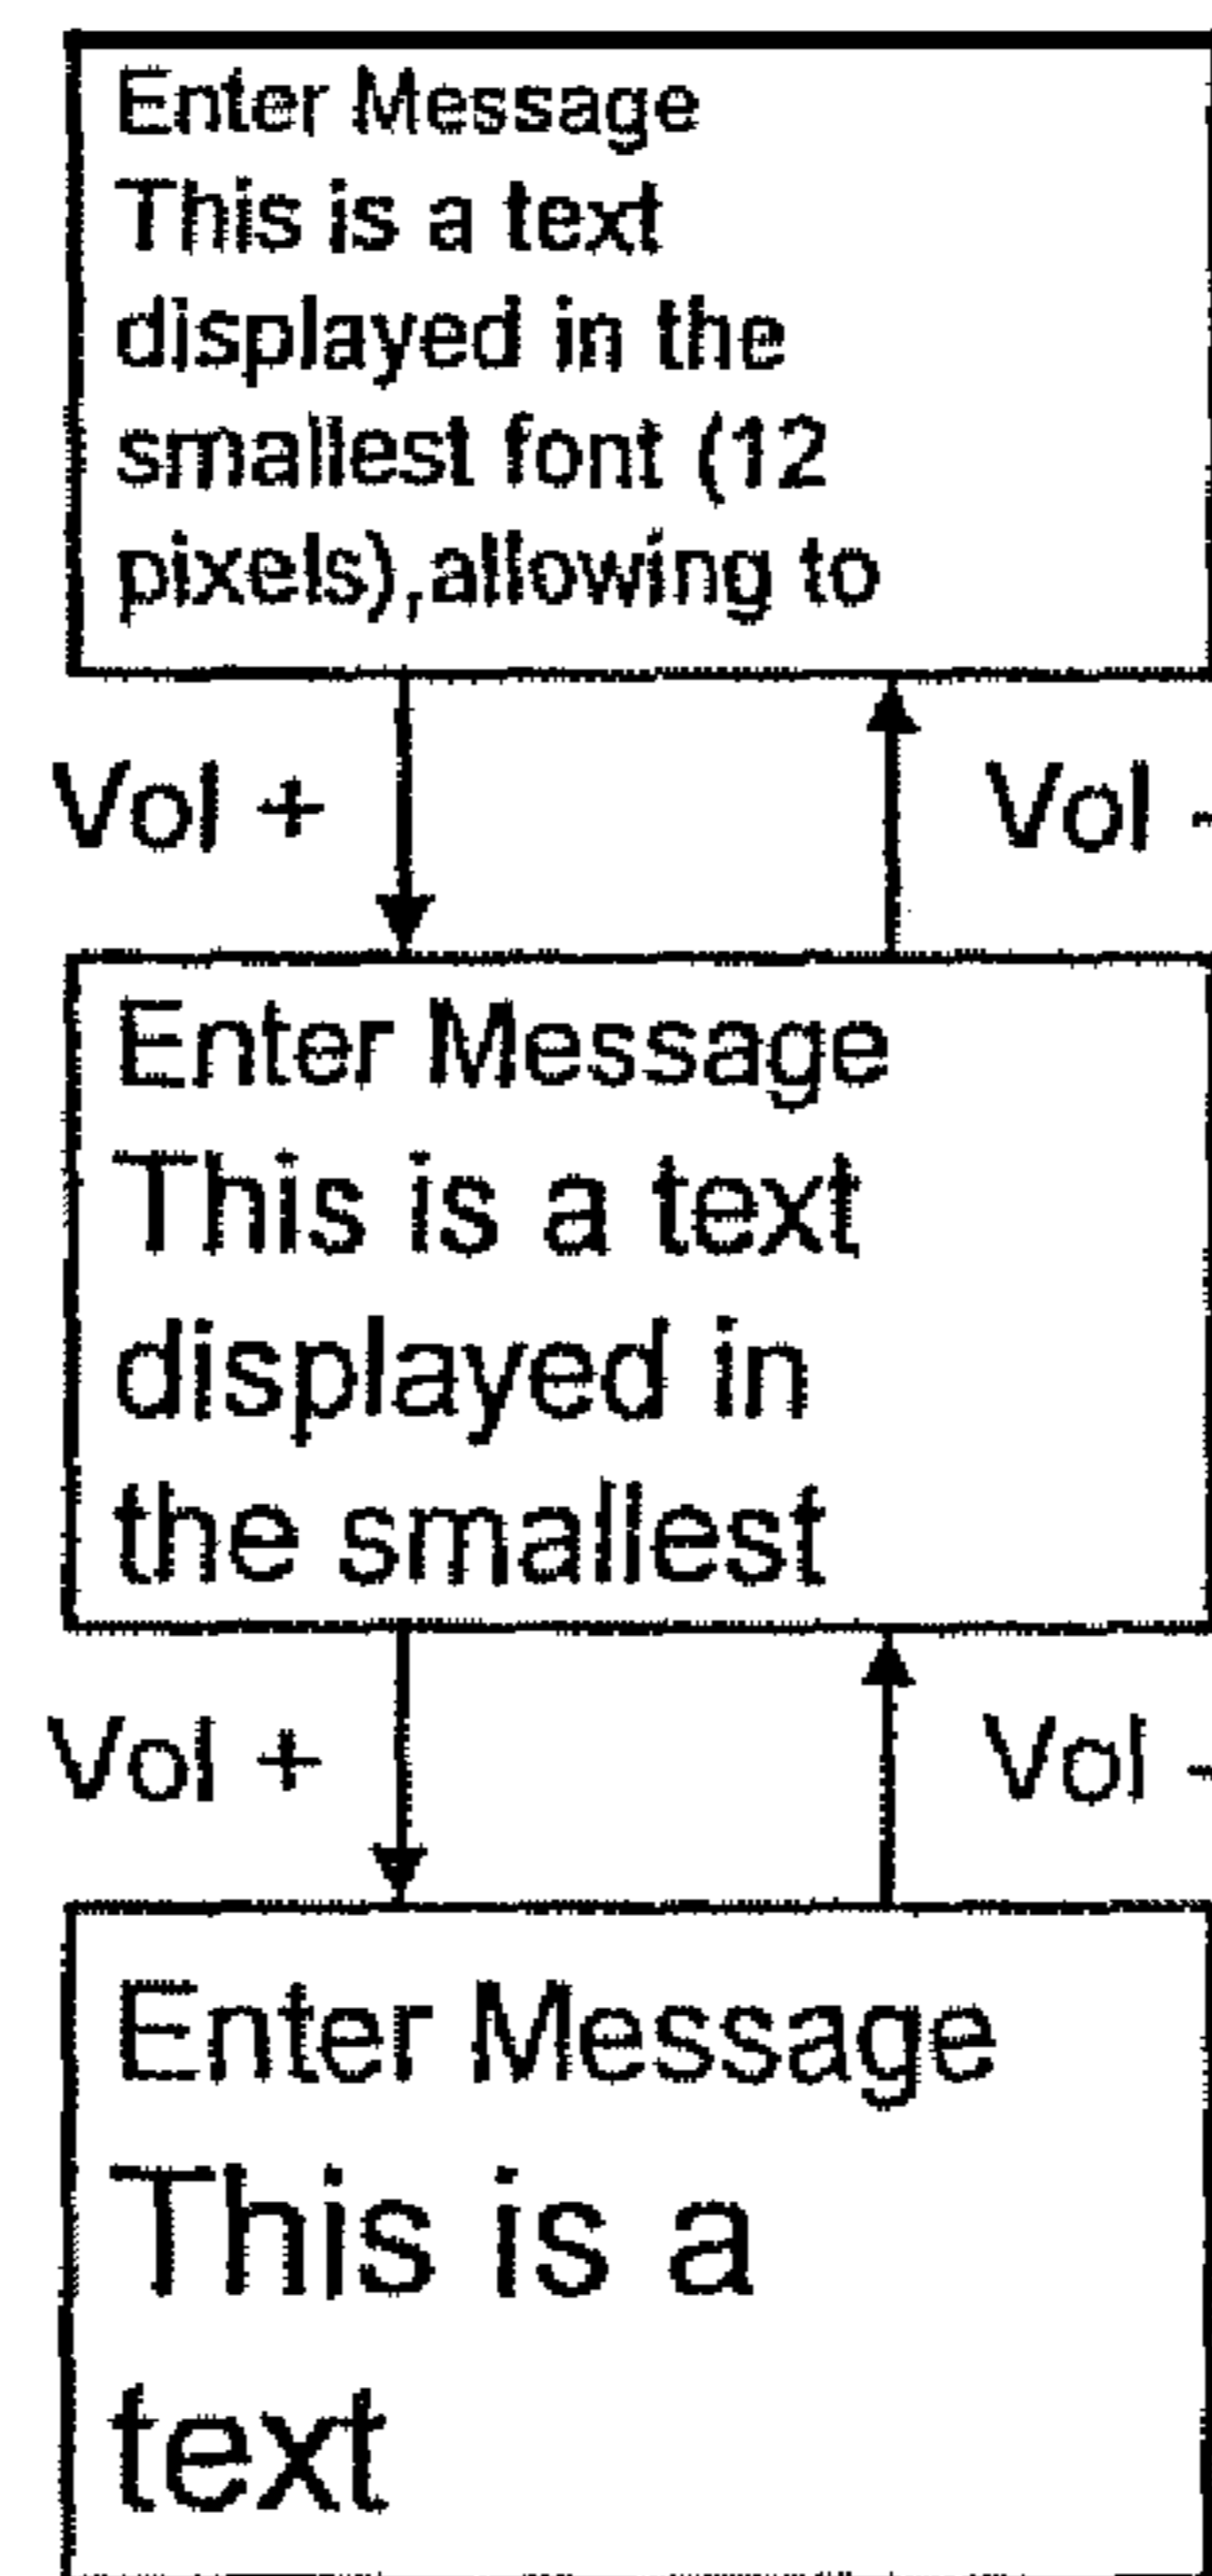 Enter Message
This is a text
displayed in the
smallest font (12
pixels),allowing to
Vol + Vol -
Enter Message
This is a text
displayed in
the smallest
Vol + Vol -
Enter Message
This is a
text